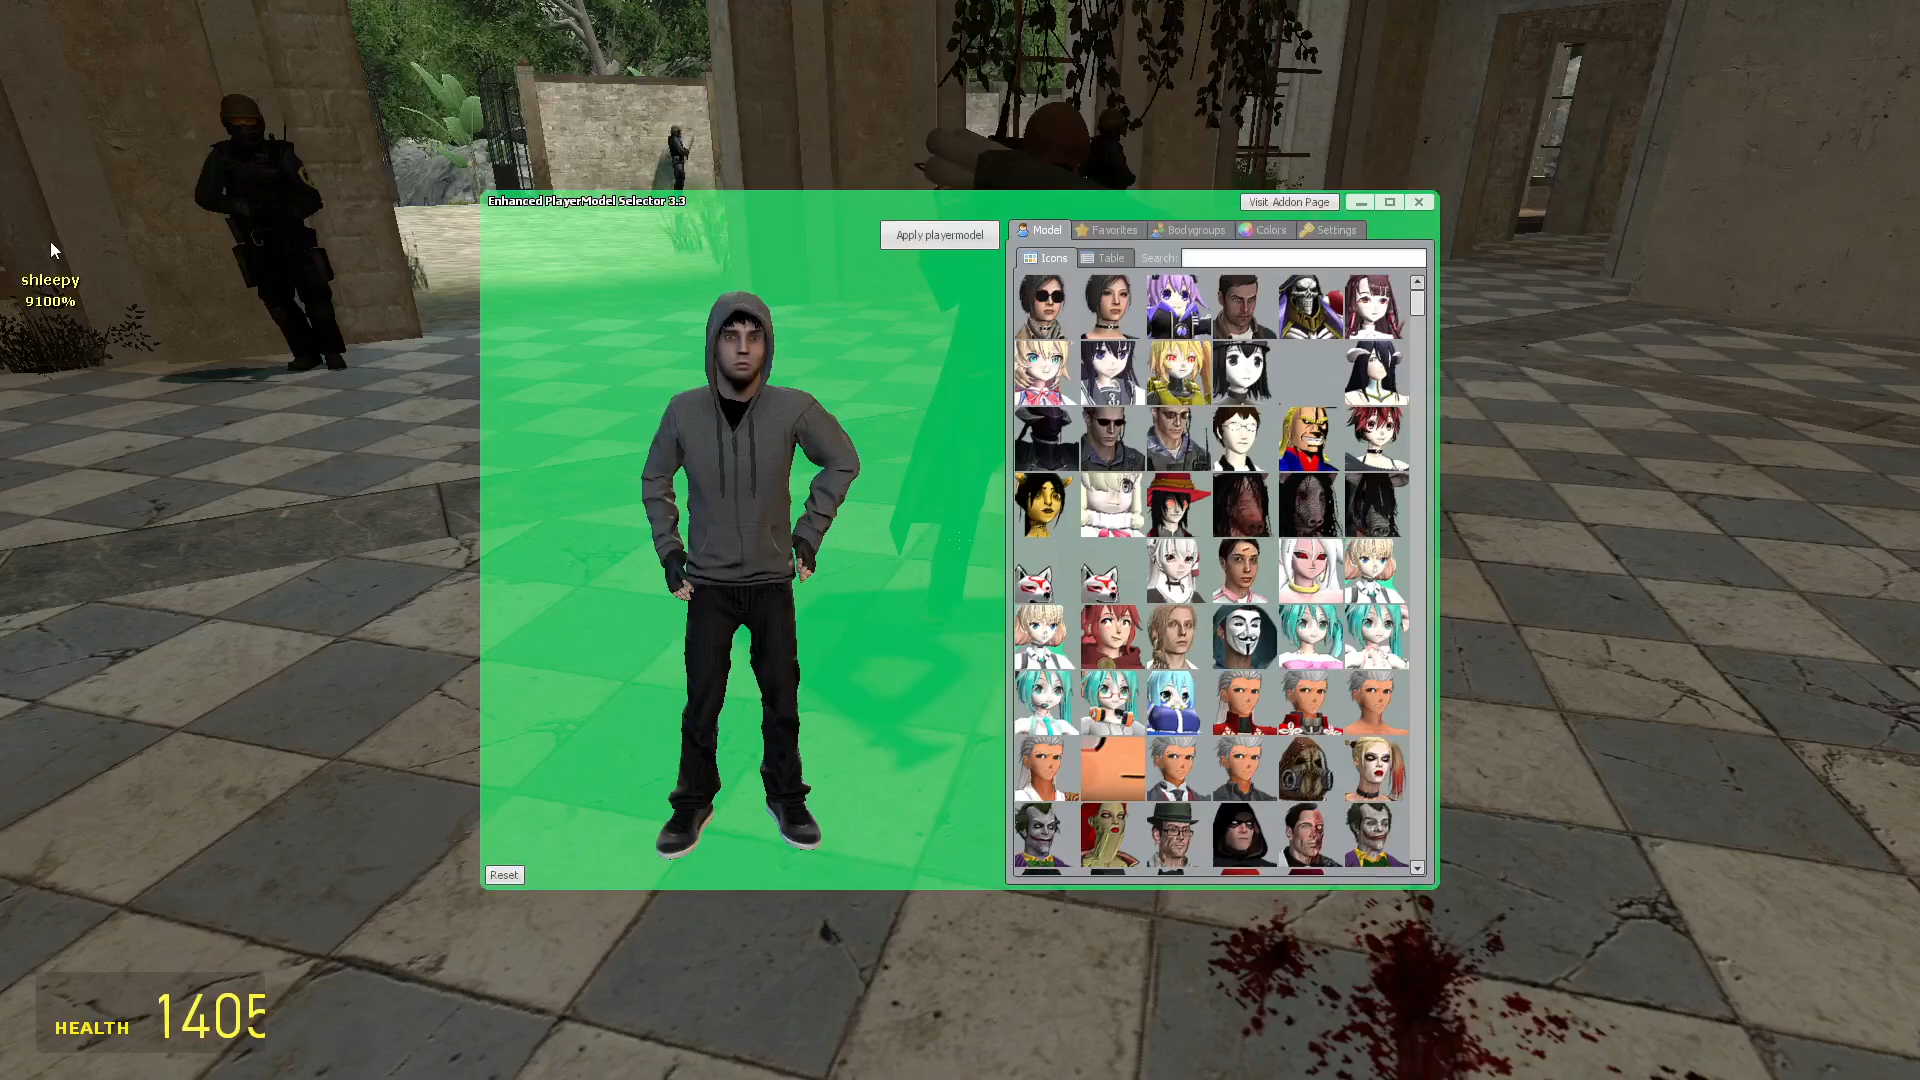 Enhanced PlayerModel Selector 3.3
Visit Addon Page
Apply playermodel
Model
Favorites
Bodygroups
Colors
Settings
Icons
Table
Search:
shleepy
9100%
Reset
HEALTH 1405